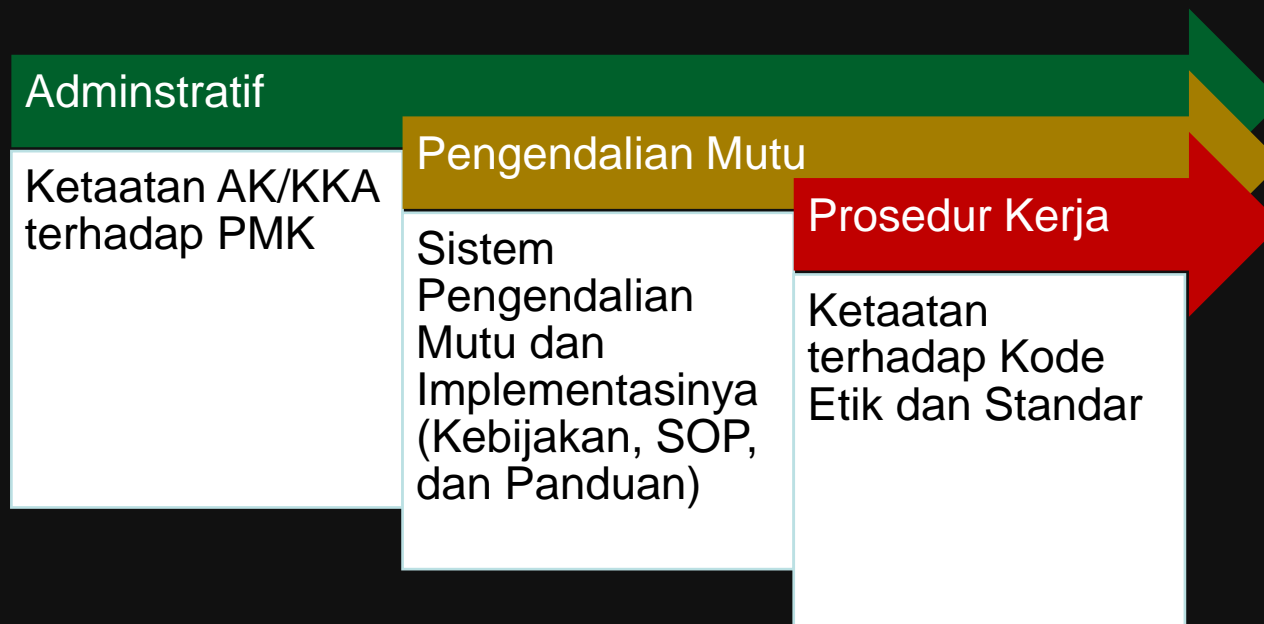 Adminstratif
Ketaatan AK/KKA
terhadap PMK
Pengendalian Mutu
Sistem
Pengendalian
Mutu dan
Implementasinya
(Kebijakan, SOP,
dan Panduan)
Prosedur Kerja
Ketaatan
terhadap Kode
Etik dan Standar